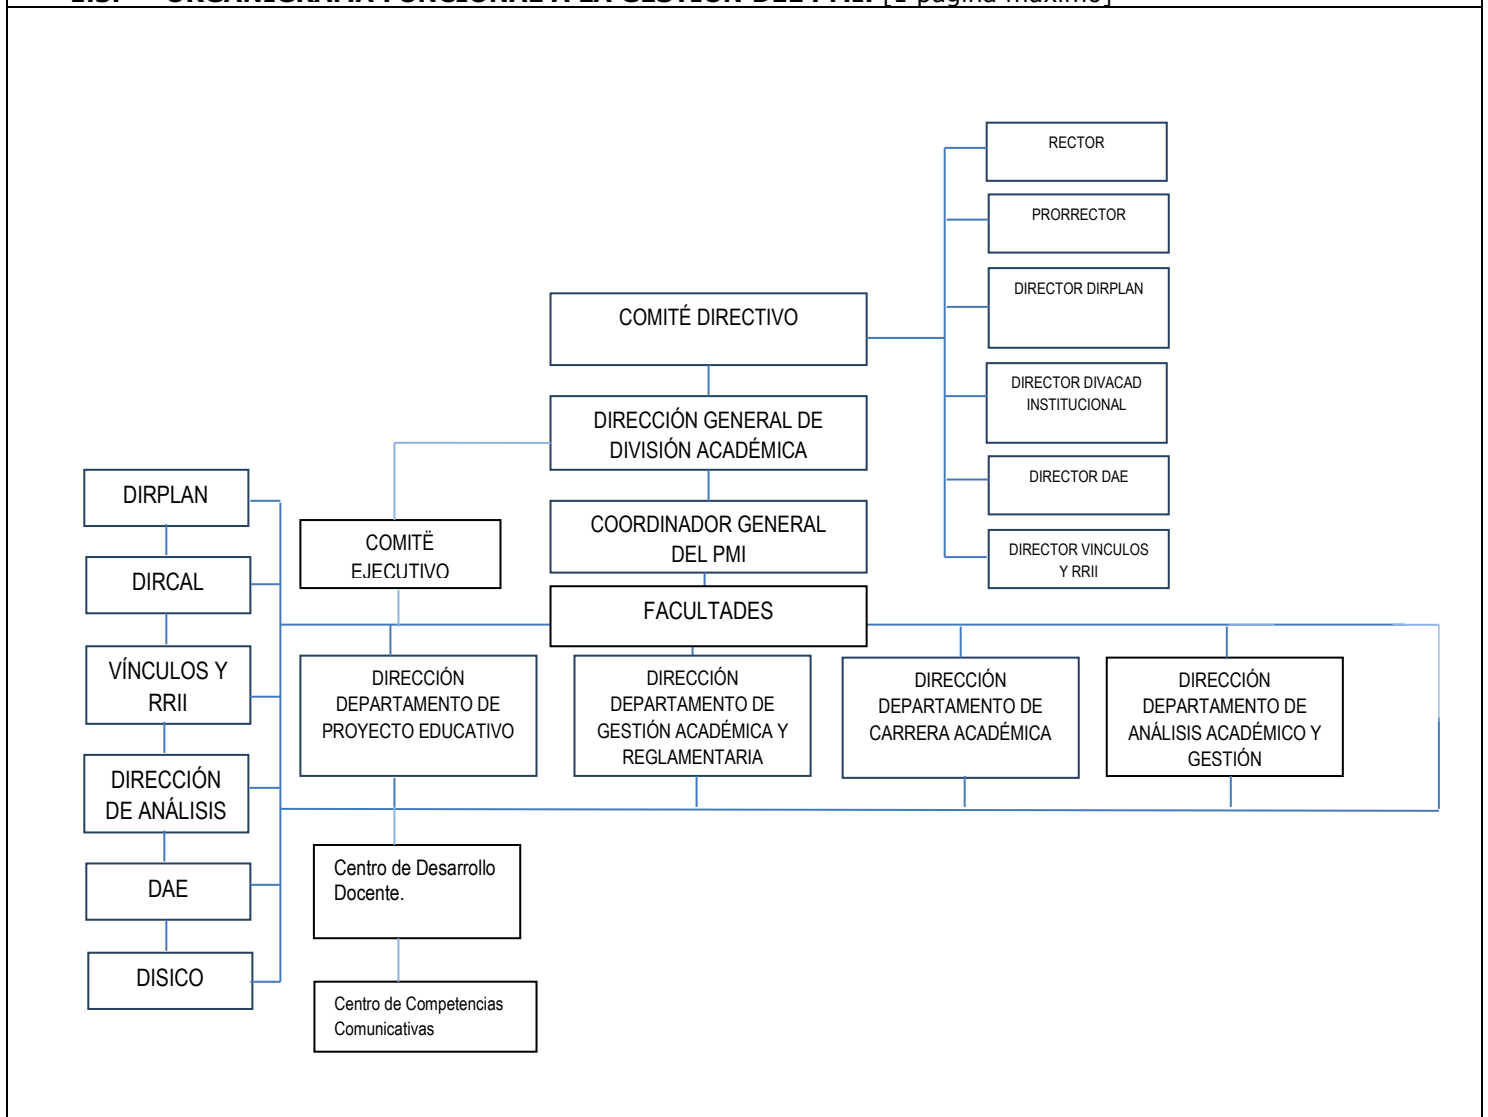 [1 página máximo]
RECTOR
PRORRECTOR
DIRECTOR DIRPLAN
COMITÉ DIRECTIVO
DIRECTOR DIVACAD
INSTITUCIONAL
DIRECCIÓN GENERAL DE
DIVISIÓN ACADÉMICA
DIRECTOR DAE
DIRPLAN
COORDINADOR GENERAL
DEL PMI
COMITË
EJECUTIVO
DIRECTOR VINCULOS
Y RRII
DIRCAL
FACULTADES
VÍNCULOS Y
RRII
DIRECCIÓN
DEPARTAMENTO DE
PROYECTO EDUCATIVO
DIRECCIÓN
DEPARTAMENTO DE
GESTIÓN ACADÉMICA Y
REGLAMENTARIA
DIRECCIÓN
DEPARTAMENTO DE
CARRERA ACADÉMICA
DIRECCIÓN
DEPARTAMENTO DE
ANÁLISIS ACADÉMICO Y
GESTIÓN
DIRECCIÓN
DE ANÁLISIS
DAE
Centro de Desarrollo
Docente.
DISICO
Centro de Competencias
Comunicativas